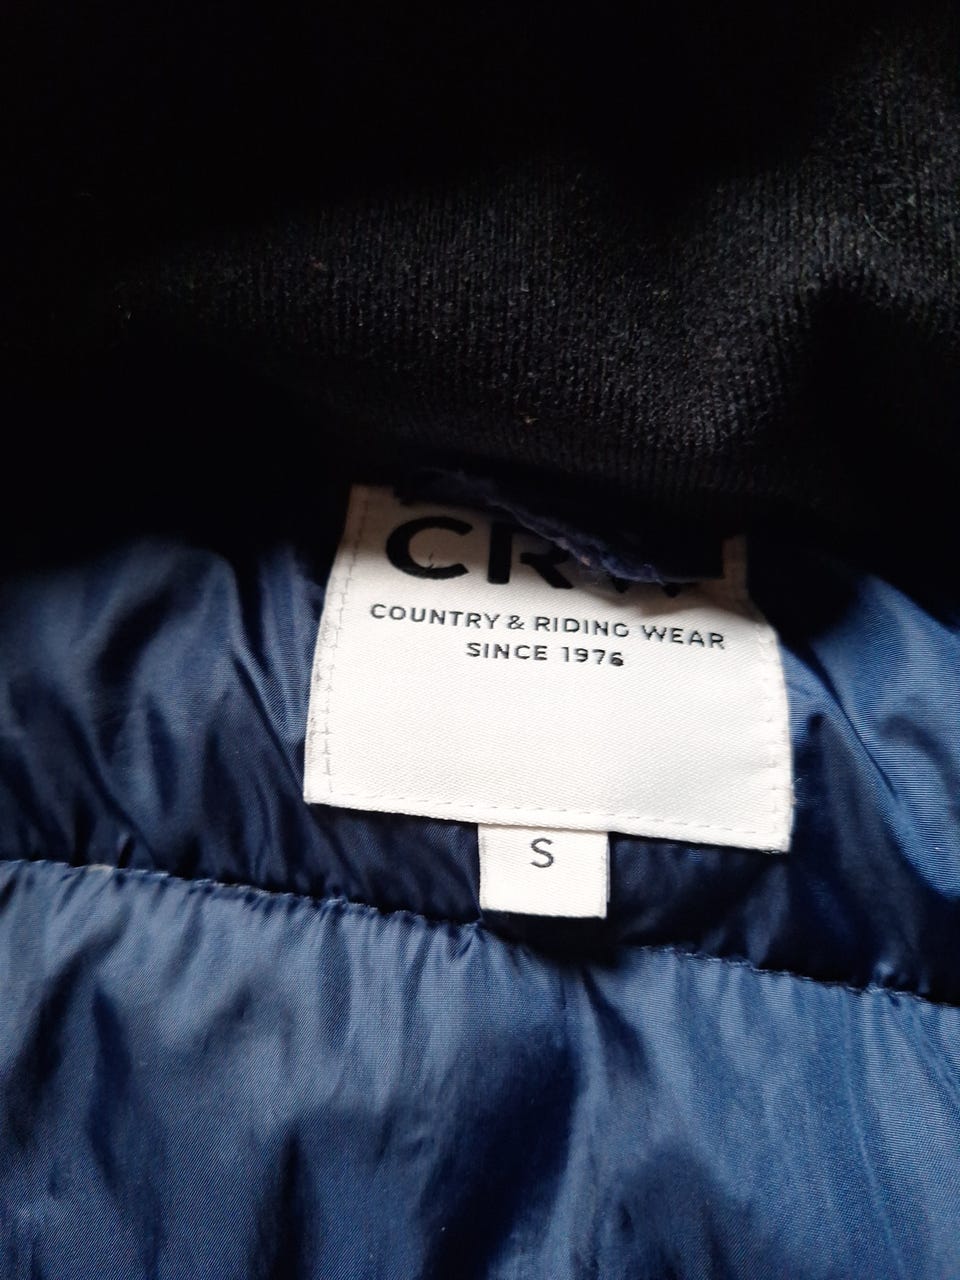 CRW
COUNTRY & RIDING WEAR
SINCE 1976
S